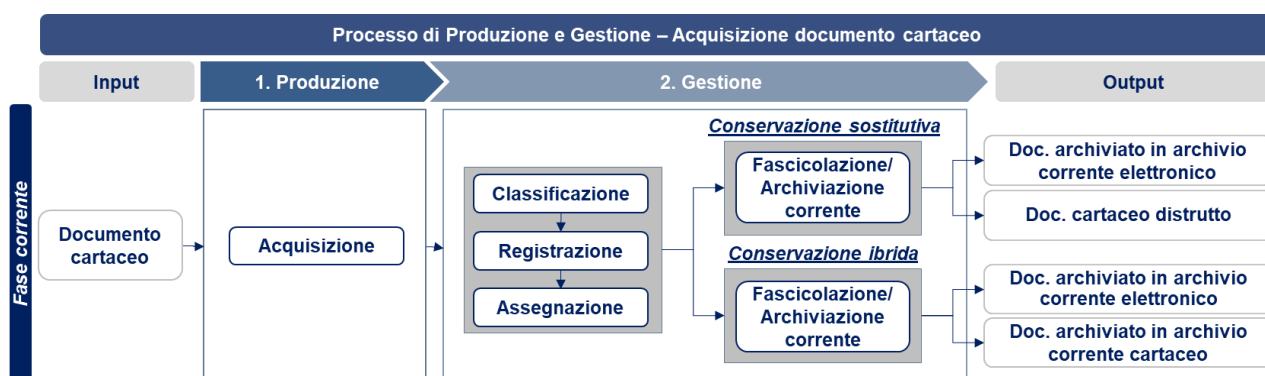 Processo di Produzione e Gestione – Acquisizione documento cartaceo
Input
1. Produzione
2. Gestione
Output
Fase corrente
Documento
cartaceo
Acquisizione
Classificazione
Registrazione
Assegnazione
Conservazione sostitutiva
Fascicolazione/
Archiviazione
corrente
Conservazione ibrida
Fascicolazione/
Archiviazione
corrente
Doc. archiviato in archivio
corrente elettronico
Doc. cartaceo distrutto
Doc. archiviato in archivio
corrente elettronico
Doc. archiviato in archivio
corrente cartaceo